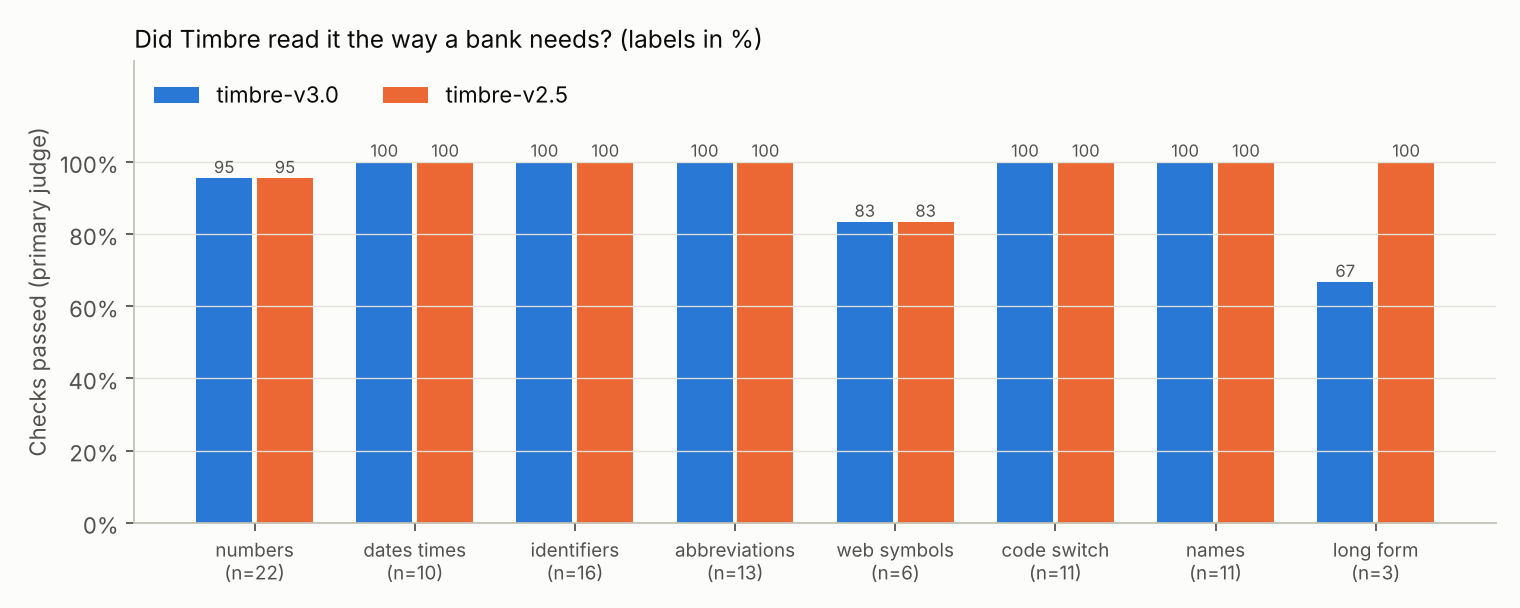 Did Timbre read it the way a bank needs? (labels in %)
timbre-v3.0 timbre-v2.5
Checks passed (primary judge)
100%
80%
60%
40%
20%
0%
95 95 100 100 100 100 100 100 83 83 100 100 100 100 67 100
numbers dates times identifiers abbreviations web symbols code switch names long form
(n=22) (n=10) (n=16) (n=13) (n=6) (n=11) (n=11) (n=3)